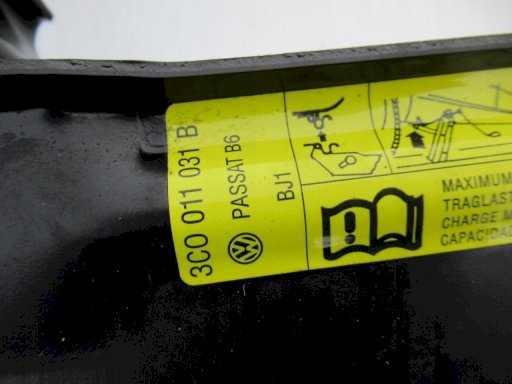 3C0 011 031 B
PASSAT B6
BJ1
MAXIMUM
TRAGLAST
CHARGE
CAPACIDAD